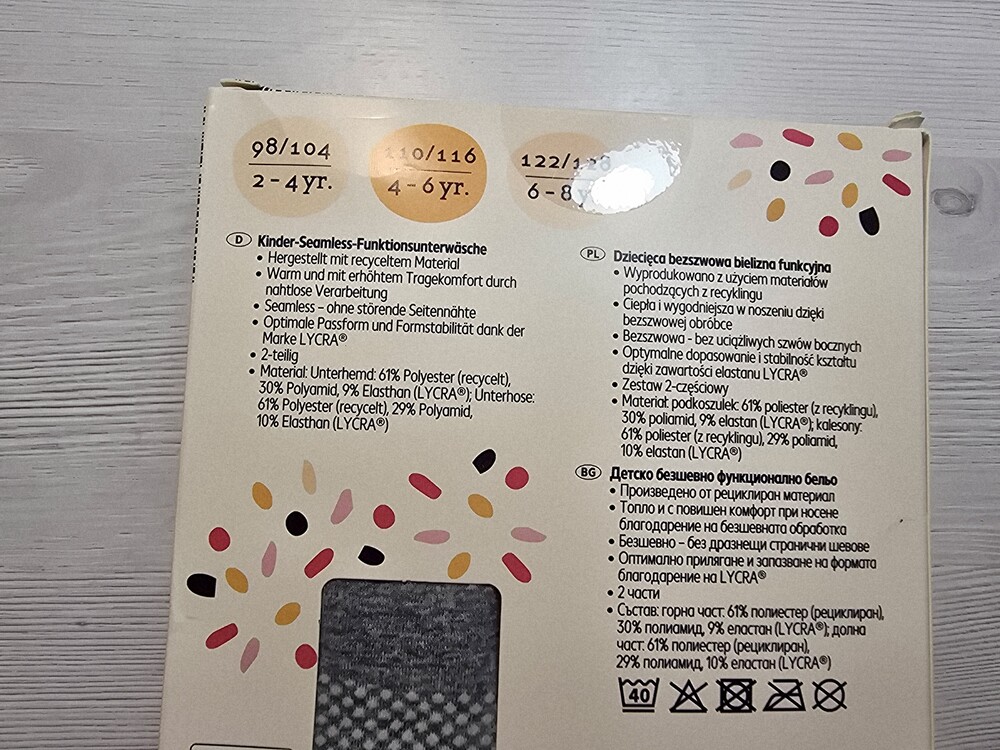 98/104
2 - 4 yr.
110/116
4 - 6 yr.
122/128
6 - 8 y
D Kinder-Seamless-Funktionsunterwäsche
• Hergestellt mit recyceltem Material
• Warm und mit erhöhtem Tragekomfort durch
nahtlose Verarbeitung
• Seamless – ohne störende Seitennähte
• Optimale Passform und Formstabilität dank der
Marke LYCRA®
• 2-teilig
• Material: Unterhemd: 61% Polyester (recycelt),
30% Polyamid, 9% Elasthan (LYCRA®); Unterhose:
61% Polyester (recycelt), 29% Polyamid,
10% Elasthan (LYCRA®)
PL Dziecięca bezszwowa bielizna funkcyjna
• Wyprodukowano z użyciem materiałów
pochodzących z recyklingu
• Ciepła i wygodniejsza w noszeniu dzięki
bezszwowej obróbce
• Bezszwowa - bez uciążliwych szwów bocznych
• Optymalne dopasowanie i stabilność kształtu
dzięki zawartości elastanu LYCRA®
• Zestaw 2-częściowy
• Materiał: podkoszulek: 61% poliester (z recyklingu),
30% poliamid, 9% elastan (LYCRA®); kalesony:
61% poliester (z recyklingu), 29% poliamid,
10% elastan (LYCRA®)
BG Детско безшевно функционално бельо
• Произведено от рециклиран материал
• Топло и с повишен комфорт при носене
благодарение на безшевната обработка
• Безшевно – без дразнещи странични шевове
• Оптимално прилягане и запазване на формата
благодарение на LYCRA®
• 2 части
• Състав: горна част: 61% полиестер (рециклиран),
30% полиамид, 9% еластан (LYCRA®); долна
част: 61% полиестер (рециклиран),
29% полиамид, 10% еластан (LYCRA®)
40